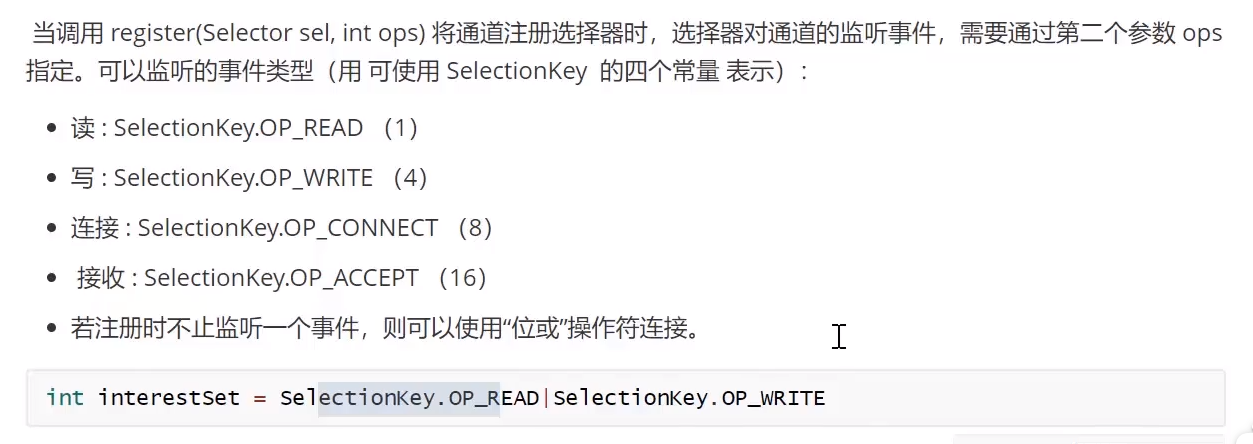 当调用 register(Selector sel, int ops) 将通道注册选择器时，选择器对通道的监听事件，需要通过第二个参数 ops
指定。可以监听的事件类型（用 可使用 SelectionKey 的四个常量 表示）:
• 读 : SelectionKey.OP_READ （1）
• 写 : SelectionKey.OP_WRITE （4）
• 连接 : SelectionKey.OP_CONNECT （8）
• 接收 : SelectionKey.OP_ACCEPT （16）
• 若注册时不止监听一个事件，则可以使用“位或”操作符连接。
int interestSet = SelectionKey.OP_READ|SelectionKey.OP_WRITE